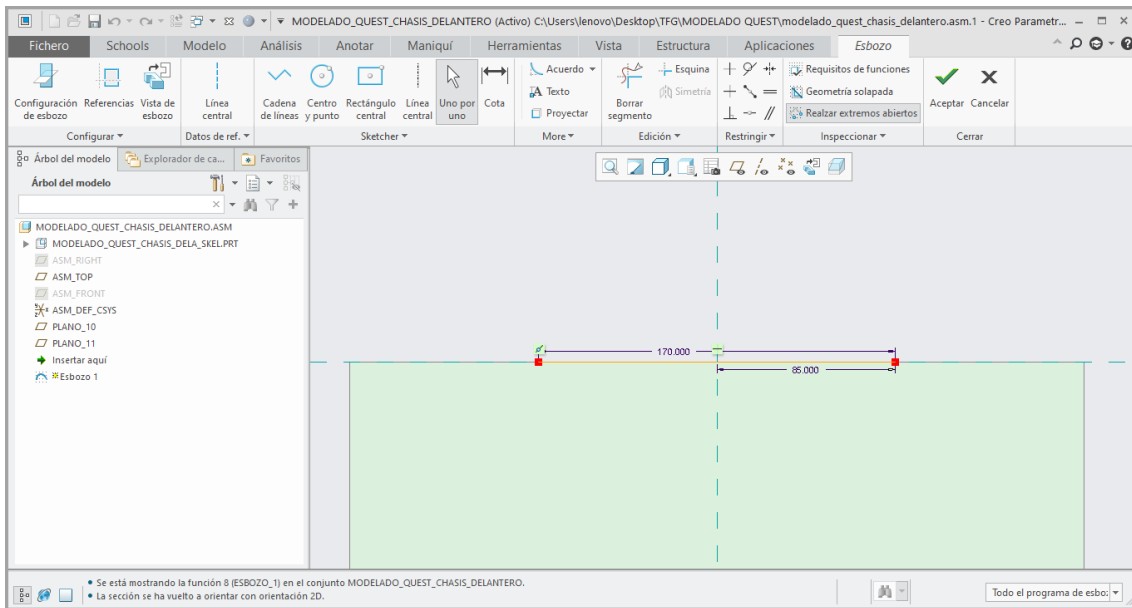 MODELADO_QUEST_CHASIS_DELANTERO (Activo) C:\Users\lenovo\Desktop\TFG\MODELADO QUEST\modelado_quest_chasis_delantero.asm.1 - Creo Parametr...
Fichero Schools Modelo Análisis Anotar Maniquí Herramientas Vista Estructura Aplicaciones Esbozo
Configuración de esbozo
Referencias
Vista de esbozo
Línea central
Cadena de líneas
Centro y punto
Rectángulo central
Línea central
Uno por uno
Cota
Acuerdo
Texto
Proyectar
Borrar segmento
Esquina
Simetría
Requisitos de funciones
Geometría solapada
Realzar extremos abiertos
Aceptar Cancelar
Configurar Datos de ref. Sketcher More Edición Restringir Inspeccionar Cerrar
Árbol del modelo Explorador de ca... Favoritos
Árbol del modelo
MODELADO_QUEST_CHASIS_DELANTERO.ASM
MODELADO_QUEST_CHASIS_DELA_SKEL.PRT
ASM_RIGHT
ASM_TOP
ASM_FRONT
ASM_DEF_CSYS
PLANO_10
PLANO_11
Insertar aquí
Esbozo 1
170.000
85.000
Se está mostrando la función 8 (ESBOZO_1) en el conjunto MODELADO_QUEST_CHASIS_DELANTERO.
La sección se ha vuelto a orientar con orientación 2D.
Todo el programa de esbo: